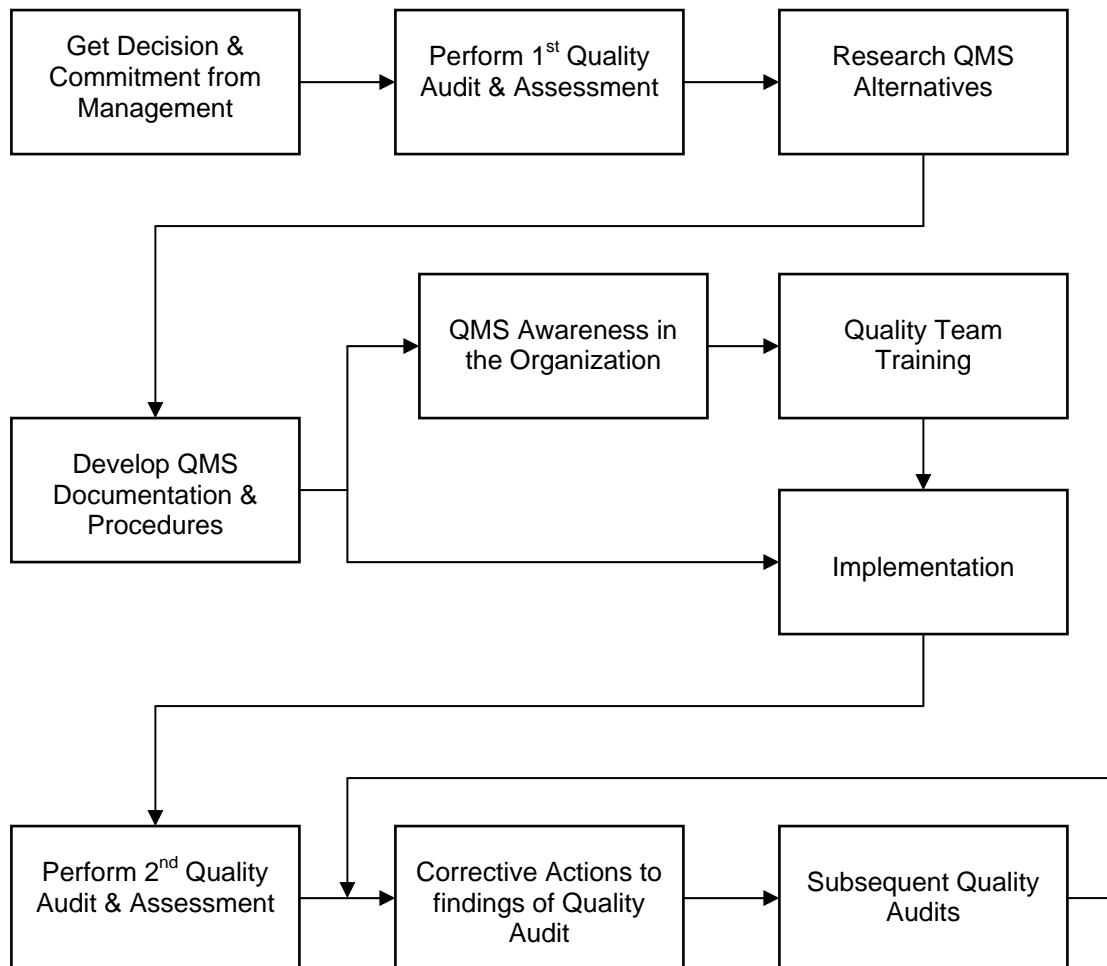 Get Decision &
Commitment from
Management
Perform 1st Quality
Audit & Assessment
Research QMS
Alternatives
QMS Awareness in
the Organization
Quality Team
Training
Develop QMS
Documentation &
Procedures
Implementation
Perform 2nd Quality
Audit & Assessment
Corrective Actions to
findings of Quality
Audit
Subsequent Quality
Audits